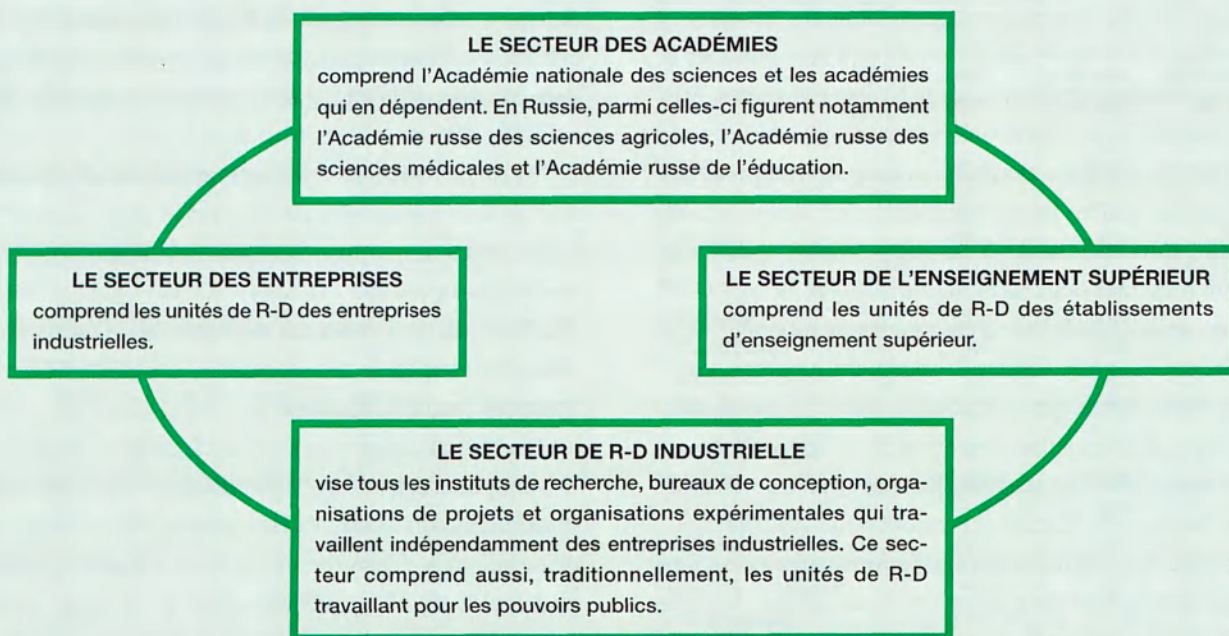 LE SECTEUR DES ACADÉMIES
comprend l'Académie nationale des sciences et les académies
qui en dépendent. En Russie, parmi celles-ci figurent notamment
l'Académie russe des sciences agricoles, l'Académie russe des
sciences médicales et l'Académie russe de l'éducation.
LE SECTEUR DES ENTREPRISES
comprend les unités de R-D des entreprises
industrielles.
LE SECTEUR DE L'ENSEIGNEMENT SUPÉRIEUR
comprend les unités de R-D des établissements
d'enseignement supérieur.
LE SECTEUR DE R-D INDUSTRIELLE
vise tous les instituts de recherche, bureaux de conception, orga-
nisations de projets et organisations expérimentales qui tra-
vaillent indépendamment des entreprises industrielles. Ce sec-
teur comprend aussi, traditionnellement, les unités de R-D
travaillant pour les pouvoirs publics.